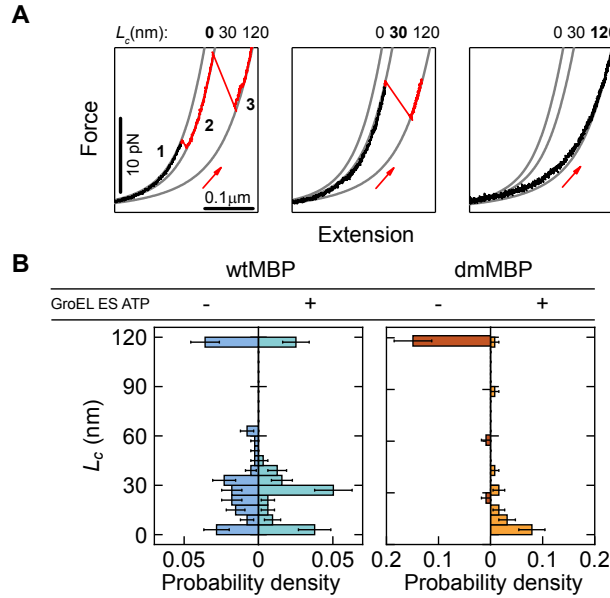 A
L_c(nm): 0 30 120 0 30 120 0 30 120
Force
10 pN
1
2
3
0.1μm
Extension
B
wtMBP dmMBP
GroEL ES ATP - + - +
L_c (nm)
120
90
60
30
0
0.05 0 0.05 0.2 0.1 0 0.1 0.2
Probability density Probability density